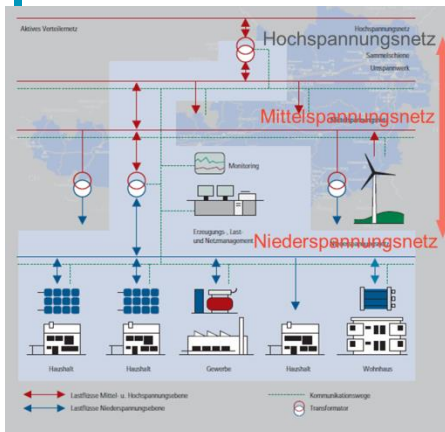 Aktives Verteilernetz
Hochspannungsnetz
Hochspannungsnetz
Sammelschiene
Umspannwerk
Mittelspannungsnetz
Monitoring
Erzeugungs-, Last-
und Netzmanagement
Niederspannungsnetz
Haushalt
Haushalt
Gewerbe
Haushalt
Wohnhaus
Lastflüsse Mittel- u. Hochspannungsebene
Kommunikationswege
Lastflüsse Niederspannungsebene
Transformator